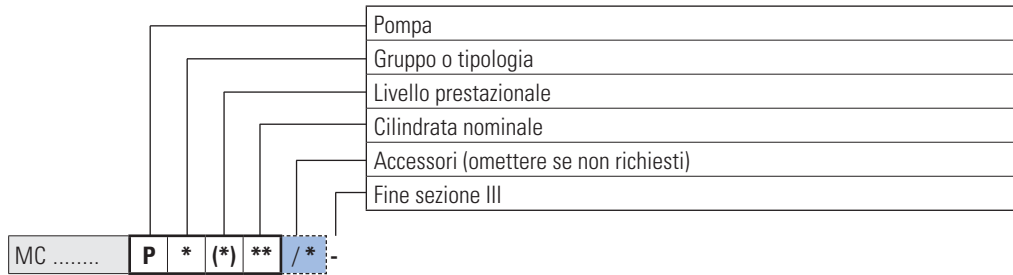 Pompa
Gruppo o tipologia
Livello prestazionale
Cilindrata nominale
Accessori (omettere se non richiesti)
Fine sezione III
MC ........ P * (*) ** / * -